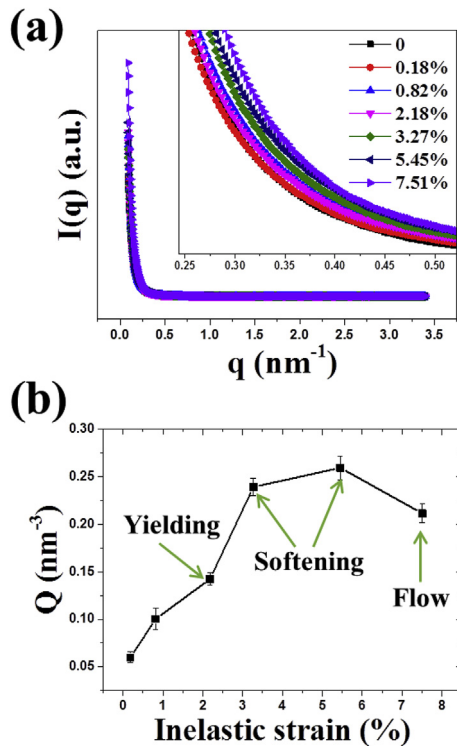 (a)
I(q) (a.u.)
0
0.18%
0.82%
2.18%
3.27%
5.45%
7.51%
0.25 0.30 0.35 0.40 0.45 0.50
0.0 0.5 1.0 1.5 2.0 2.5 3.0 3.5
q (nm⁻¹)
(b)
Q (nm⁻³)
0.30
0.25
0.20
0.15
0.10
0.05
Yielding
Softening
Flow
0 1 2 3 4 5 6 7 8
Inelastic strain (%)